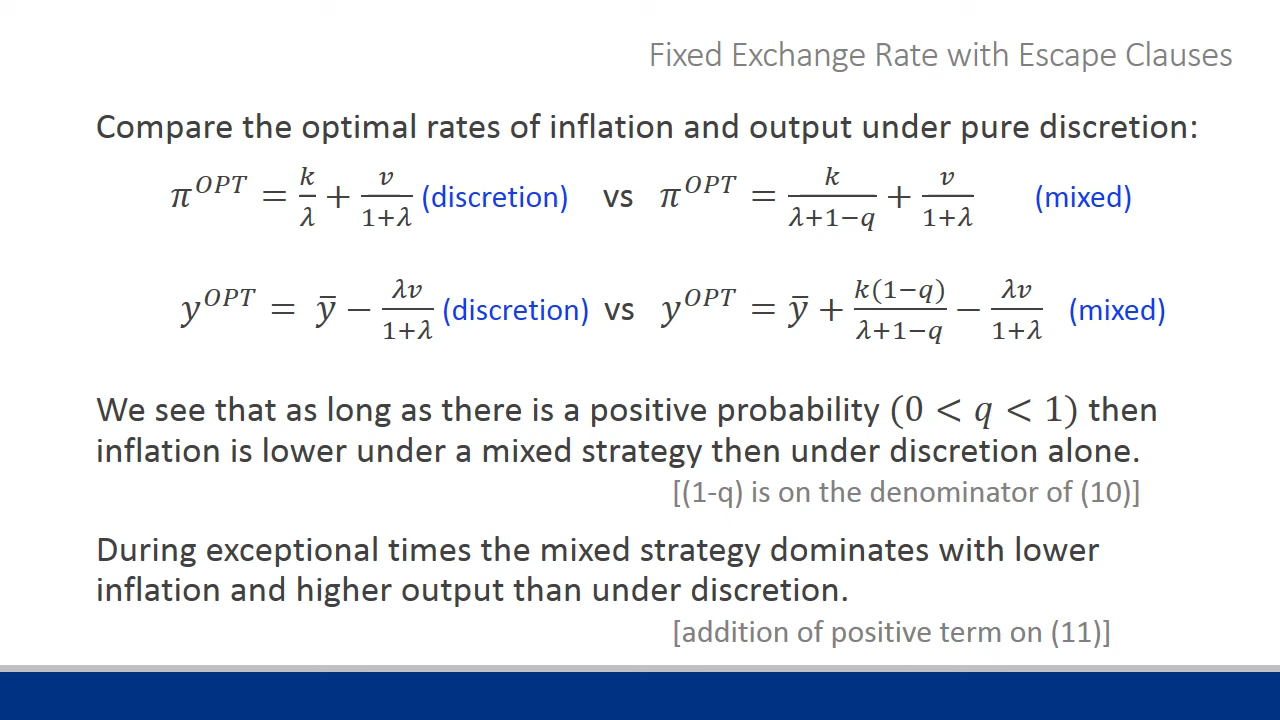 Fixed Exchange Rate with Escape Clauses
Compare the optimal rates of inflation and output under pure discretion:
π^OPT = k/λ + v/(1+λ) (discretion) vs π^OPT = k/(λ+1−q) + v/(1+λ) (mixed)
y^OPT = ȳ − λv/(1+λ) (discretion) vs y^OPT = ȳ + k(1−q)/(λ+1−q) − λv/(1+λ) (mixed)
We see that as long as there is a positive probability (0 < q < 1) then
inflation is lower under a mixed strategy then under discretion alone.
[(1-q) is on the denominator of (10)]
During exceptional times the mixed strategy dominates with lower
inflation and higher output than under discretion.
[addition of positive term on (11)]